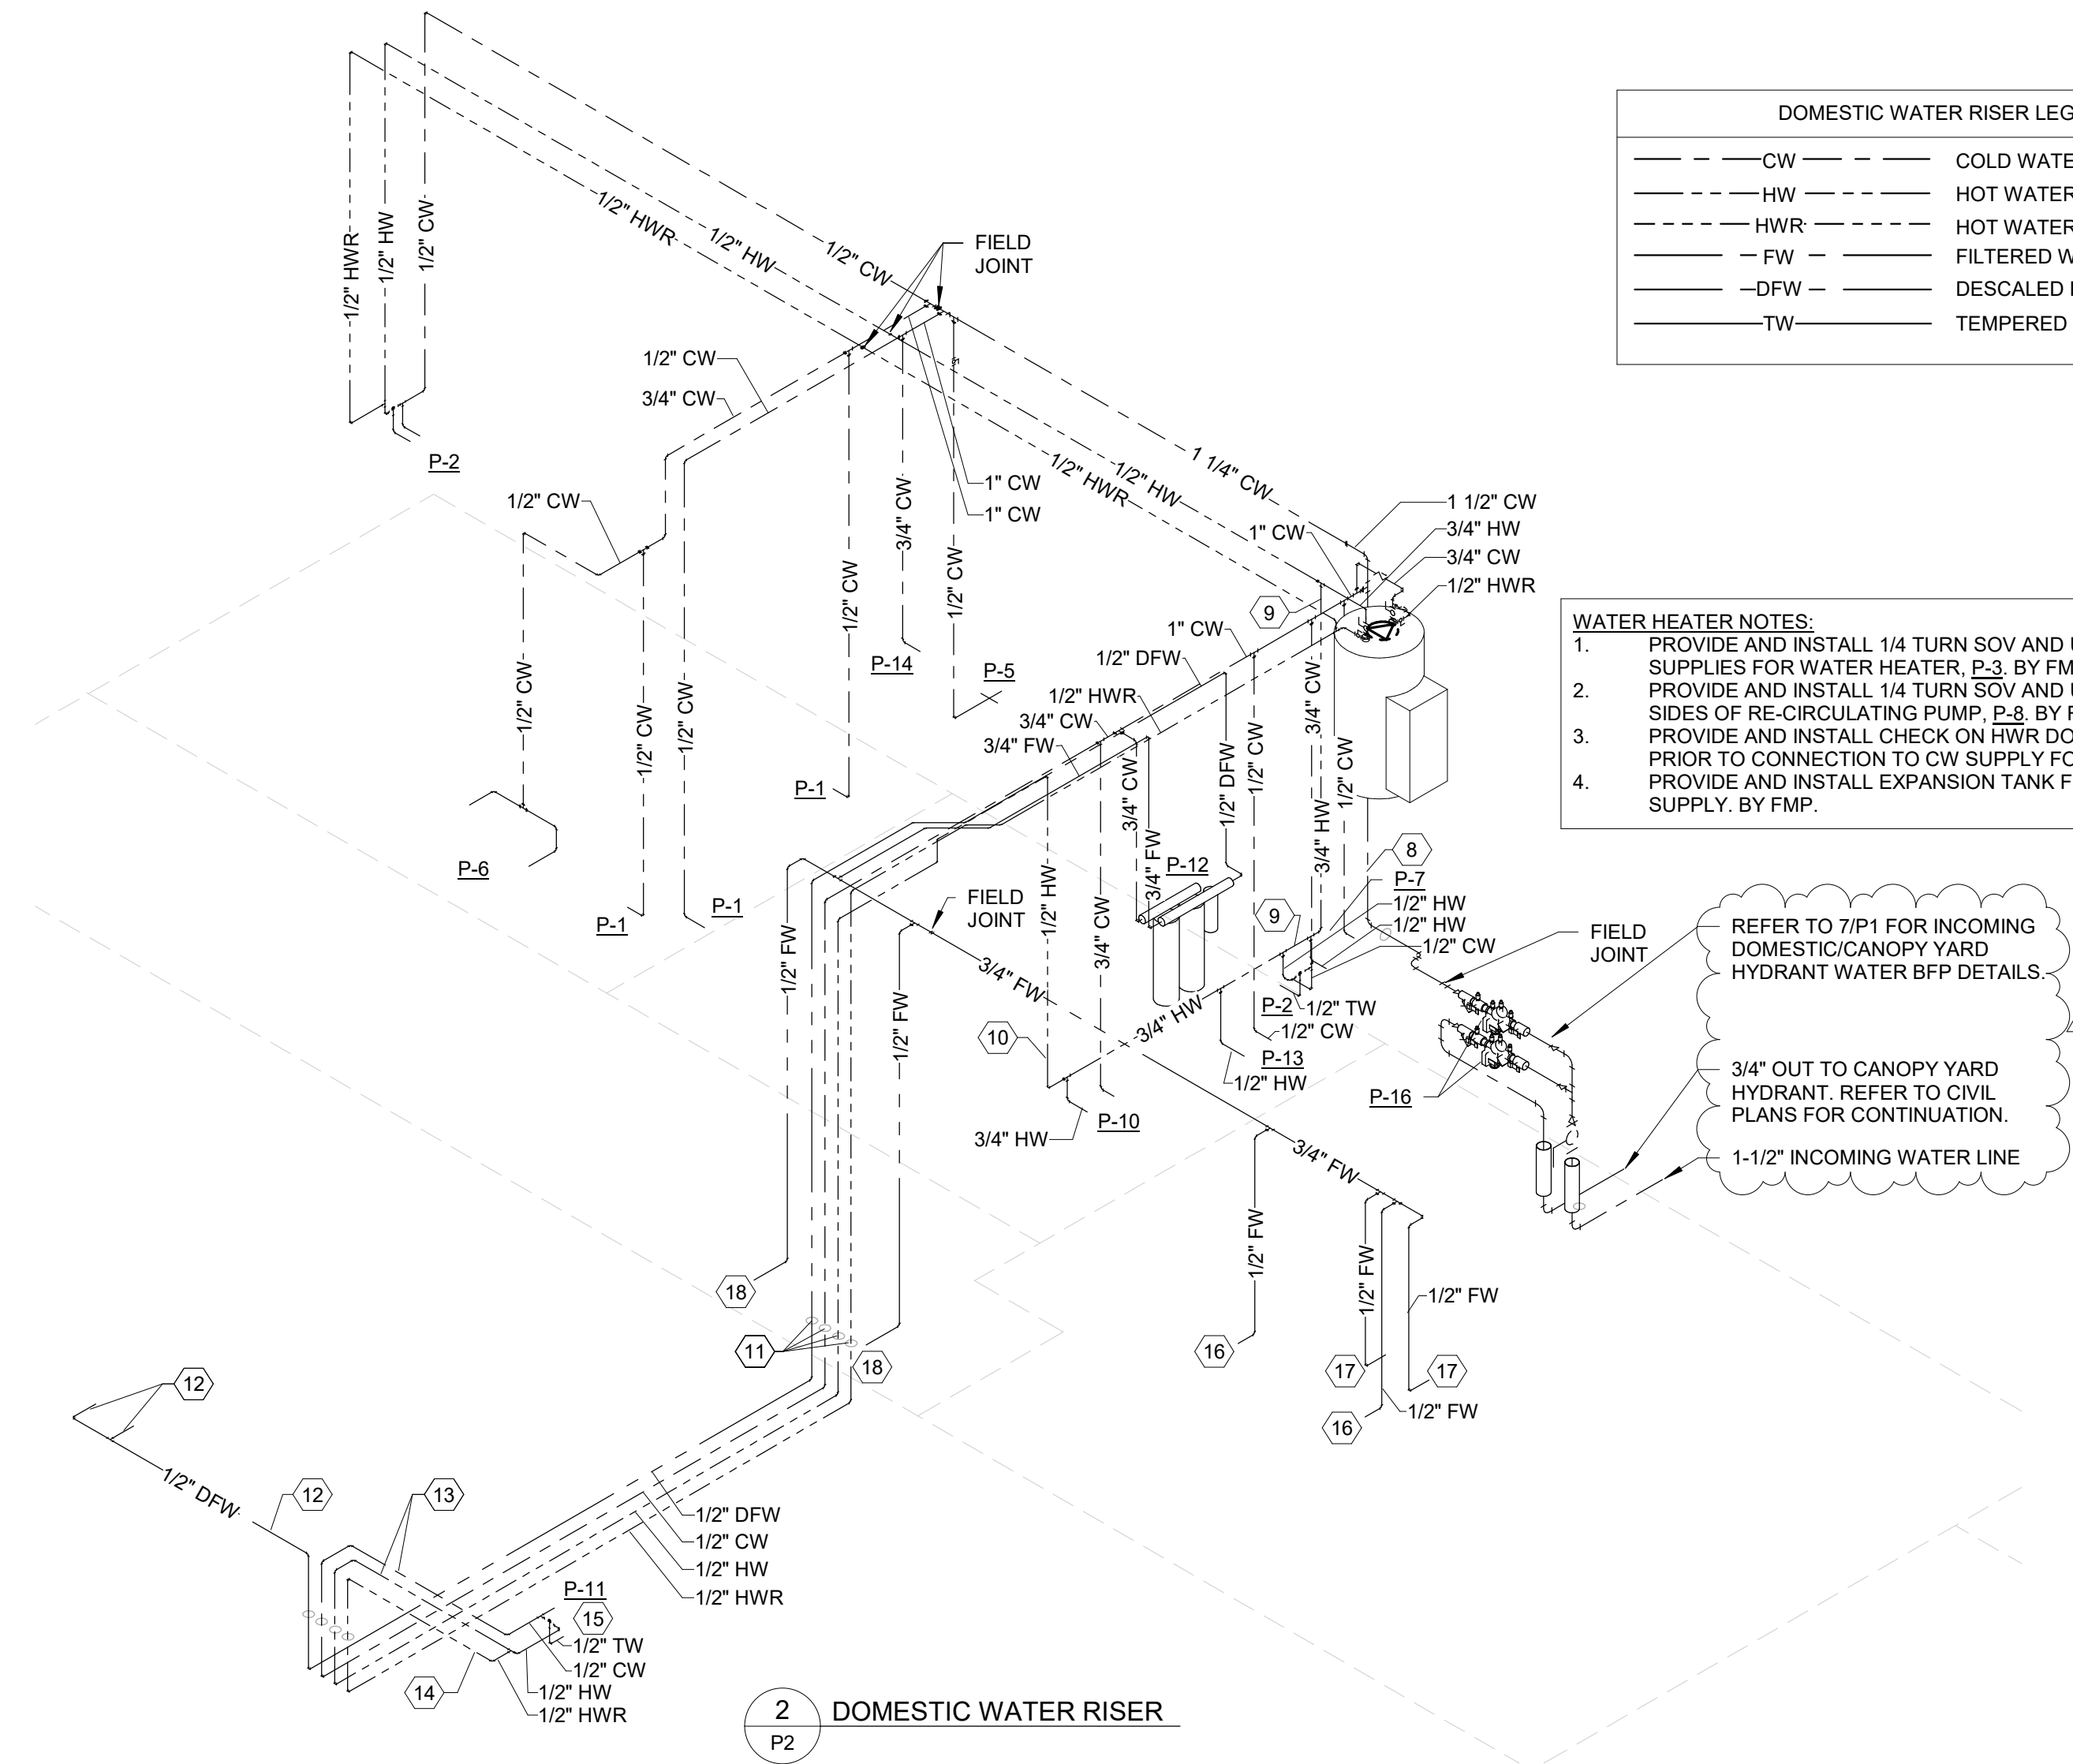 DOMESTIC WATER RISER LEG
CW
COLD WATE
HW
HOT WATER
HWR
HOT WATER
FW
FILTERED W
DFW
DESCALED
TW
TEMPERED
1/2" HWR
1/2" HW
1/2" CW
1/2" HWR
1/2" HW
1/2" CW
FIELD
JOINT
1/2" CW
3/4" CW
P-2
1/2" CW
1/2" CW
1/2" CW
1/2" CW
1/2" CW
3/4" CW
1/2" CW
1" CW
1" CW
1 1/4" CW
1/2" HW
1/2" HWR
1" CW
1 1/2" CW
3/4" HW
3/4" CW
1/2" HWR
9
1" CW
1/2" DFW
1/2" HWR
3/4" CW
3/4" FW
P-14
P-5
P-1
P-6
P-1
P-1
WATER HEATER NOTES:
1. PROVIDE AND INSTALL 1/4 TURN SOV AND
SUPPLIES FOR WATER HEATER, P-3. BY FM
2. PROVIDE AND INSTALL 1/4 TURN SOV AND
SIDES OF RE-CIRCULATING PUMP, P-8. BY
3. PROVIDE AND INSTALL CHECK ON HWR DO
PRIOR TO CONNECTION TO CW SUPPLY FO
4. PROVIDE AND INSTALL EXPANSION TANK F
SUPPLY. BY FMP.
3/4" CW
3/4" FW
1/2" DFW
1/2" CW
3/4" CW
3/4" HW
1/2" CW
P-12
8
P-7
1/2" HW
1/2" HW
1/2" CW
9
P-2
1/2" TW
1/2" CW
P-13
1/2" HW
3/4" HW
1/2" HW
3/4" CW
10
3/4" HW
P-10
FIELD
JOINT
1/2" FW
1/2" FW
3/4" FW
3/4" FW
FIELD
JOINT
REFER TO 7/P1 FOR INCOMING
DOMESTIC/CANOPY YARD
HYDRANT WATER BFP DETAILS.
3/4" OUT TO CANOPY YARD
HYDRANT. REFER TO CIVIL
PLANS FOR CONTINUATION.
1-1/2" INCOMING WATER LINE
P-16
18
11
18
1/2" FW
16
1/2" FW
17
1/2" FW
17
1/2" FW
16
12
1/2" DFW
12
13
1/2" DFW
1/2" CW
1/2" HW
1/2" HWR
P-11
15
1/2" TW
1/2" CW
1/2" HW
1/2" HWR
14
2
P2
DOMESTIC WATER RISER